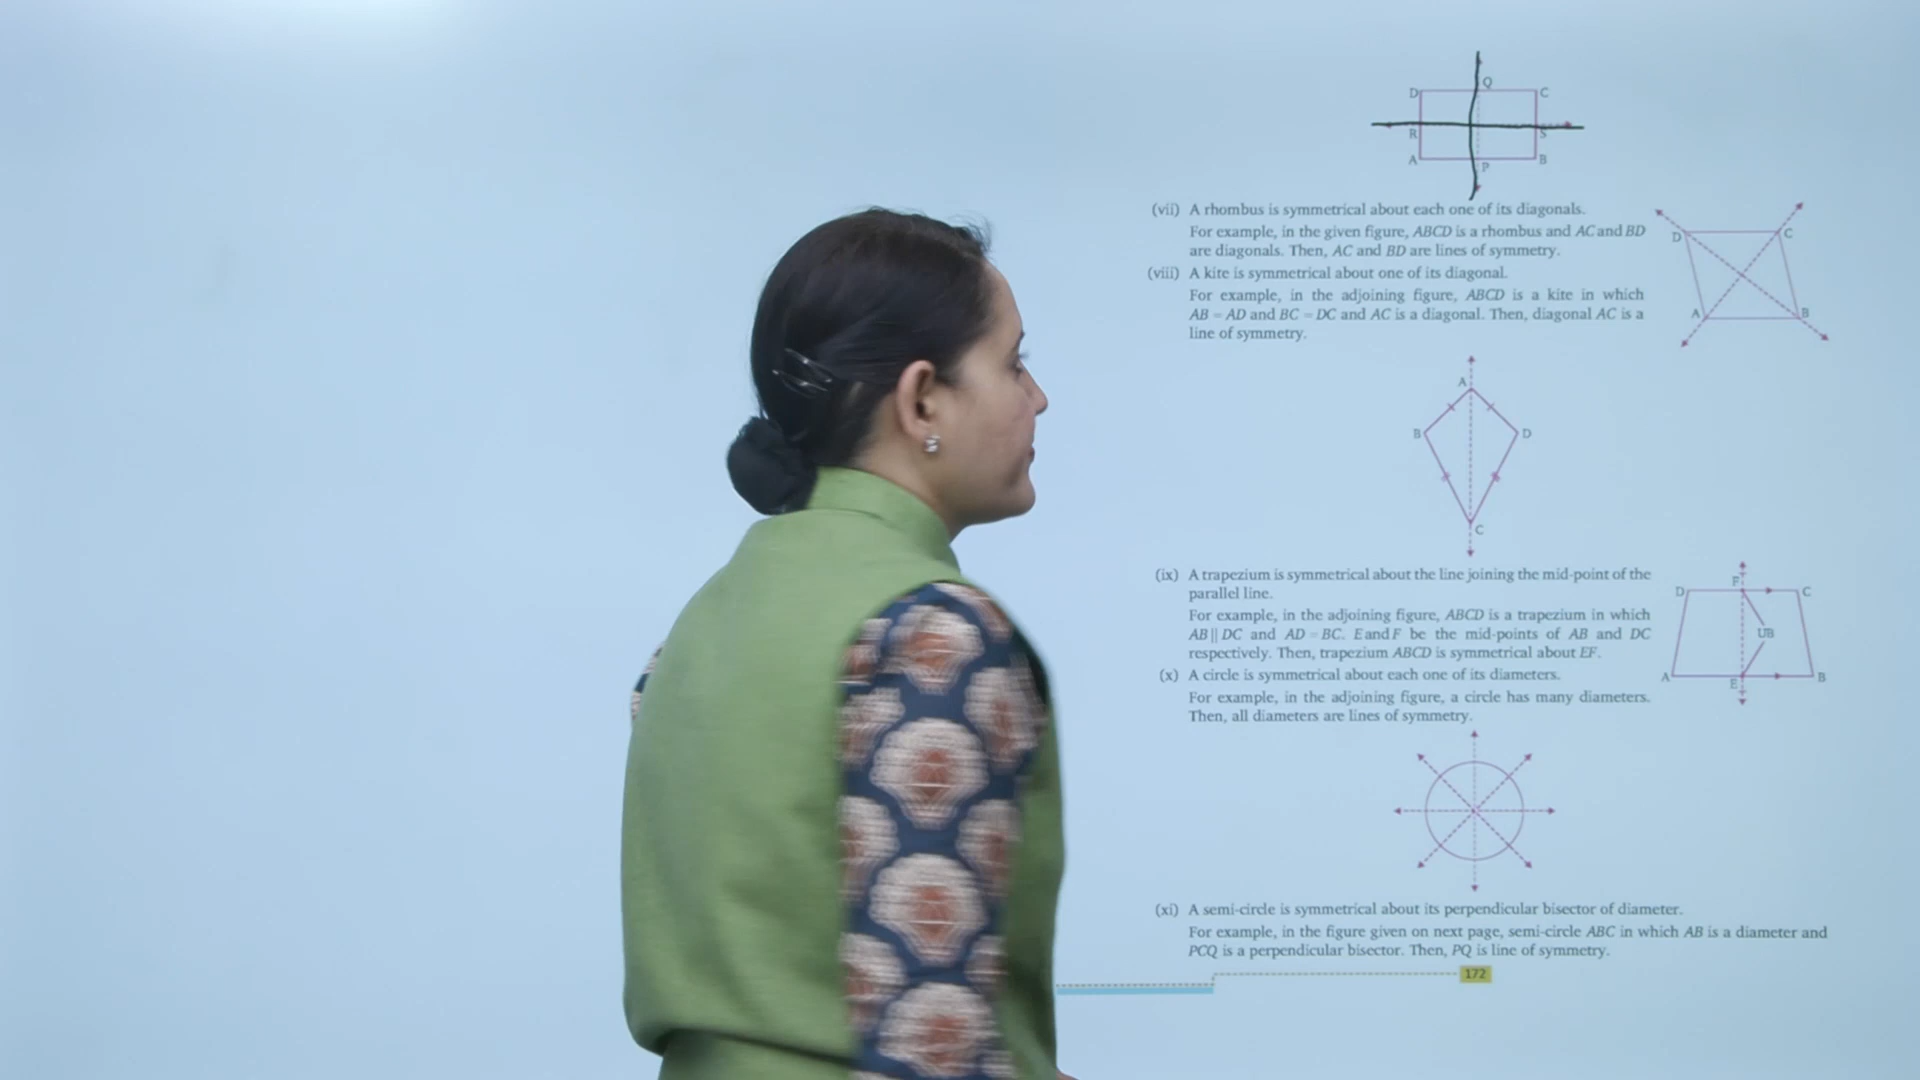 Q
D C
R S
A P B
(vii) A rhombus is symmetrical about each one of its diagonals.
For example, in the given figure, ABCD is a rhombus and AC and BD
are diagonals. Then, AC and BD are lines of symmetry.
D C
A B
(viii) A kite is symmetrical about one of its diagonal.
For example, in the adjoining figure, ABCD is a kite in which
AB = AD and BC = DC and AC is a diagonal. Then, diagonal AC is a
line of symmetry.
A
B D
C
(ix) A trapezium is symmetrical about the line joining the mid-point of the
parallel line.
For example, in the adjoining figure, ABCD is a trapezium in which
AB || DC and AD = BC. E and F be the mid-points of AB and DC
respectively. Then, trapezium ABCD is symmetrical about EF.
F
D C
UB
A E B
(x) A circle is symmetrical about each one of its diameters.
For example, in the adjoining figure, a circle has many diameters.
Then, all diameters are lines of symmetry.
(xi) A semi-circle is symmetrical about its perpendicular bisector of diameter.
For example, in the figure given on next page, semi-circle ABC in which AB is a diameter and
PCQ is a perpendicular bisector. Then, PQ is line of symmetry.
172